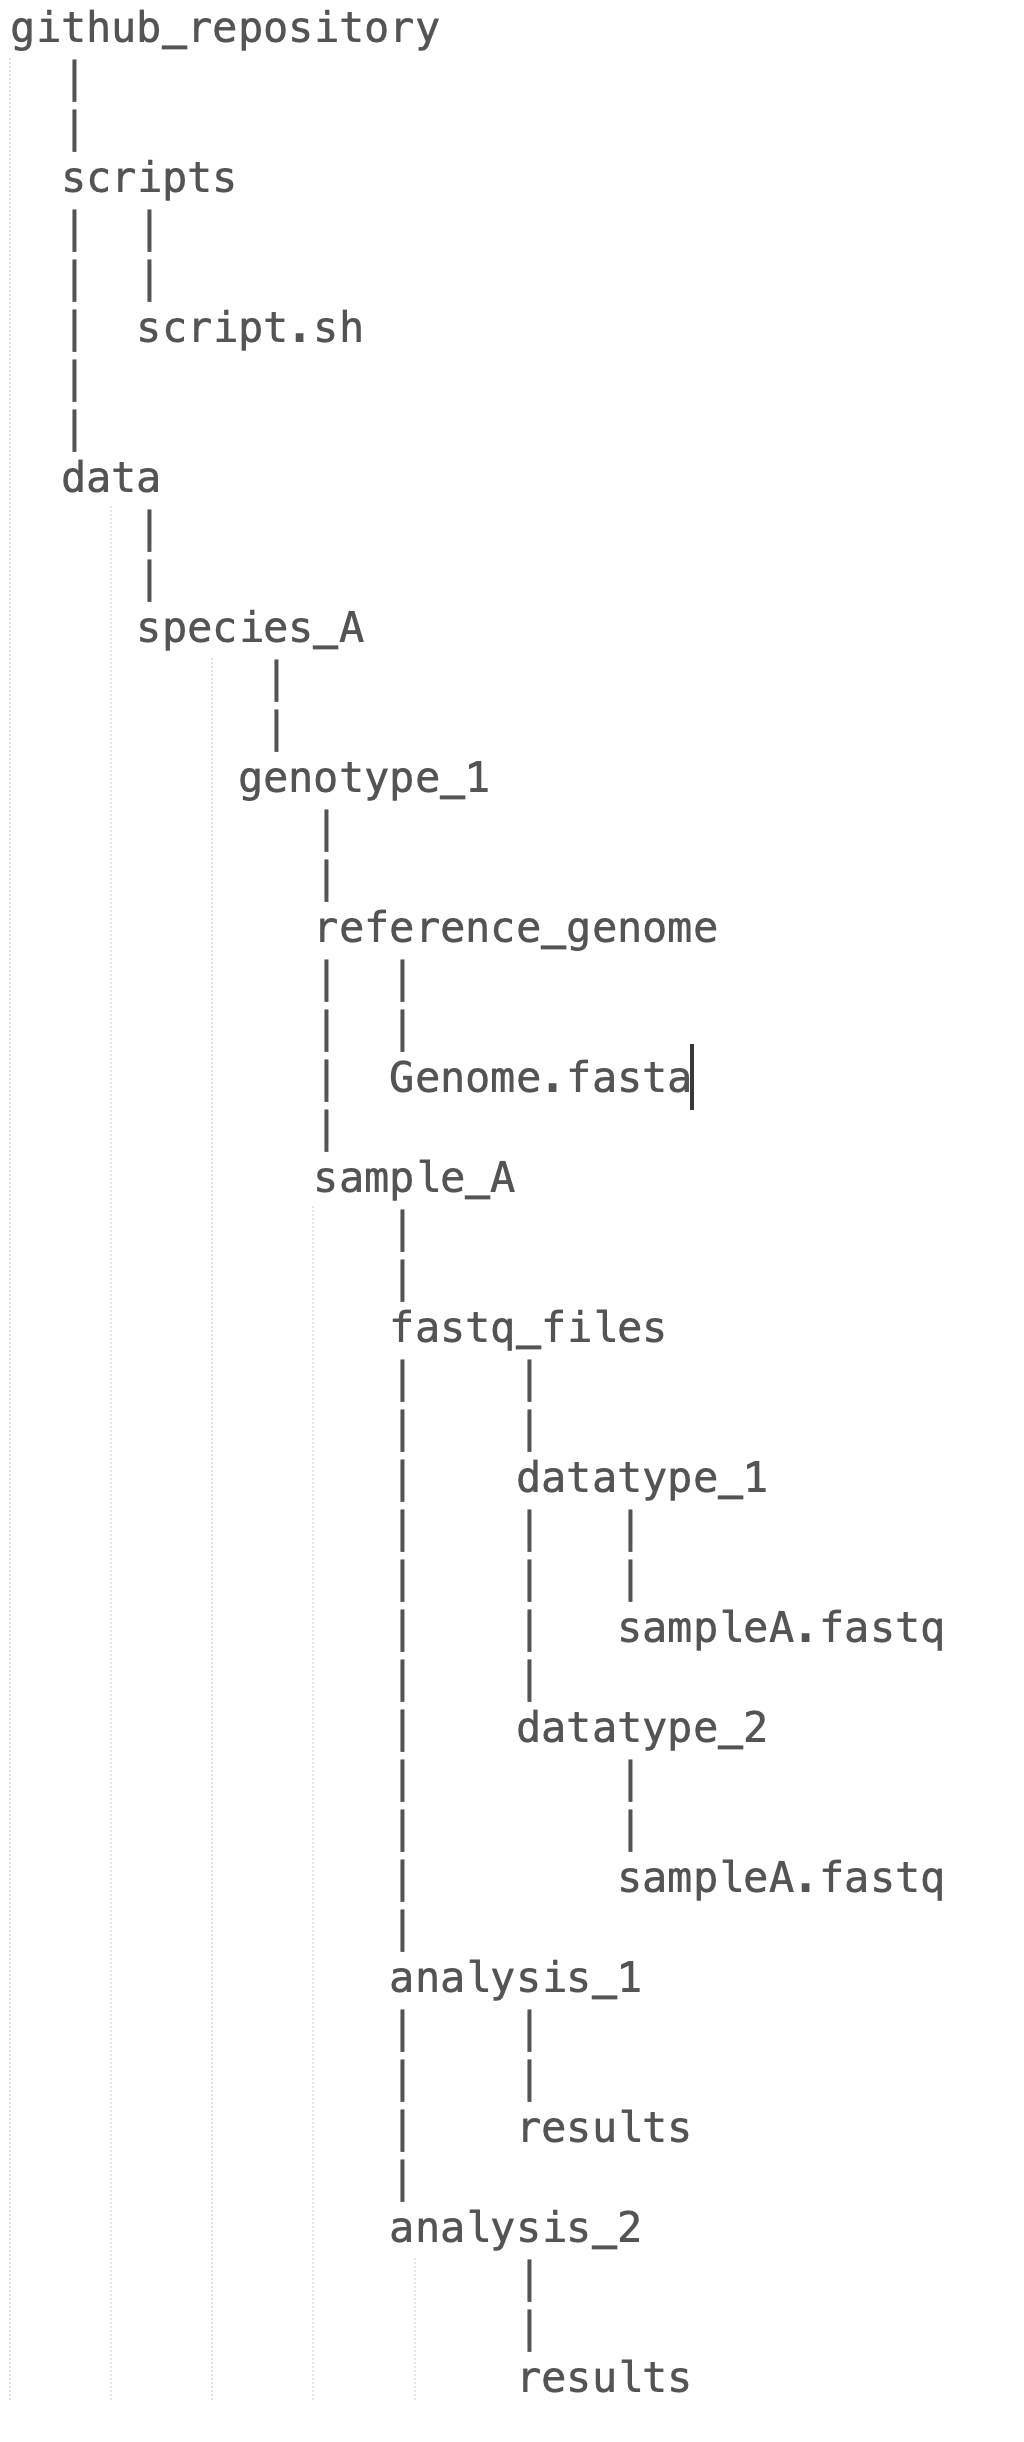 github_repository
|
|
scripts
|  |
|  |
|  script.sh
|
|
data
|
|
species_A
|
|
genotype_1
|
|
reference_genome
|  |
|  |
|  Genome.fasta
|
sample_A
|
|
fastq_files
|    |
|    |
|    datatype_1
|    |   |
|    |   |
|    |   sampleA.fastq
|    |
|    datatype_2
|        |
|        |
|        sampleA.fastq
|
analysis_1
|    |
|    |
|    results
|
analysis_2
|
|
results